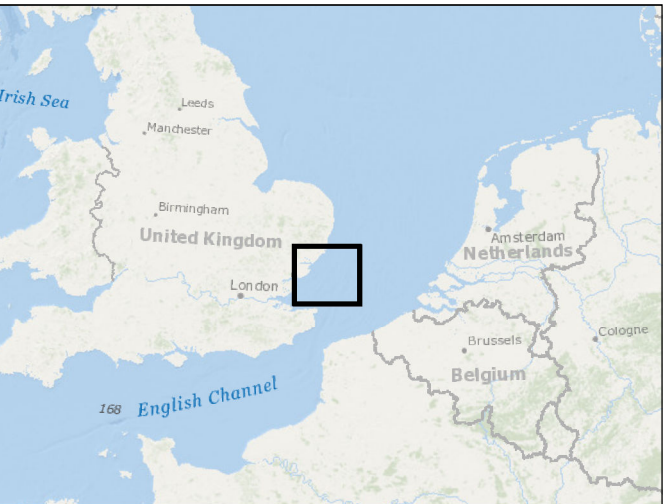 Irish Sea
Leeds
Manchester
Birmingham
United Kingdom
London
Amsterdam
Netherlands
Cologne
Brussels
Belgium
168
English Channel